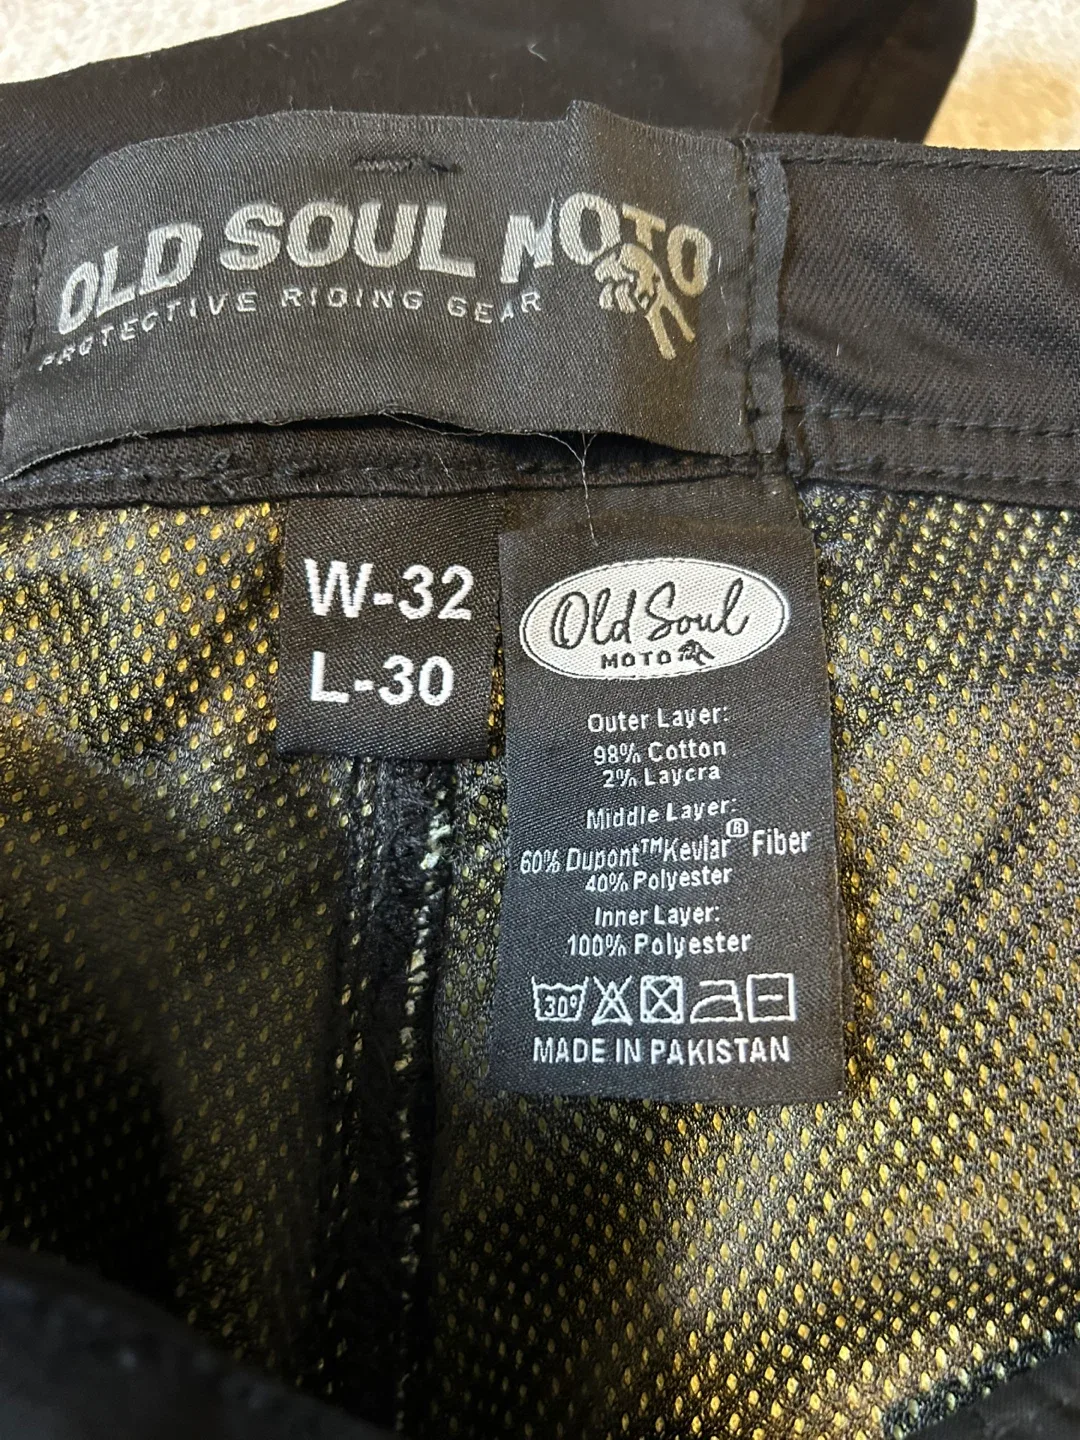 OLD SOUL MOTO
PROTECTIVE RIDING GEAR
W-32
L-30
Old Soul
MOTO
Outer Layer:
98% Cotton
2% Laycra
Middle Layer:
60% Dupont™Kevlar® Fiber
40% Polyester
Inner Layer:
100% Polyester
30°
MADE IN PAKISTAN